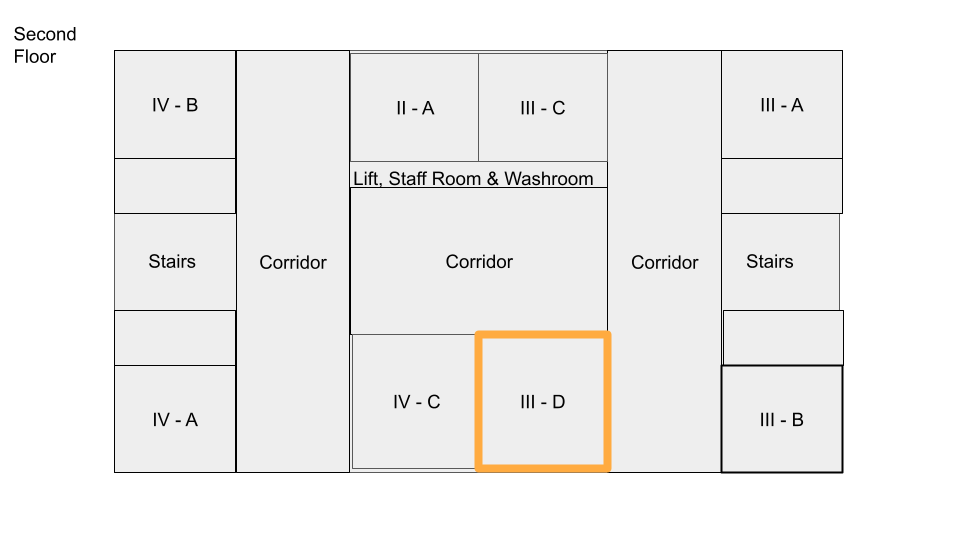 Second
Floor
IV - B
II - A
III - C
III - A
Lift, Staff Room & Washroom
Stairs
Corridor
Corridor
Corridor
Stairs
IV - C
III - D
IV - A
III - B